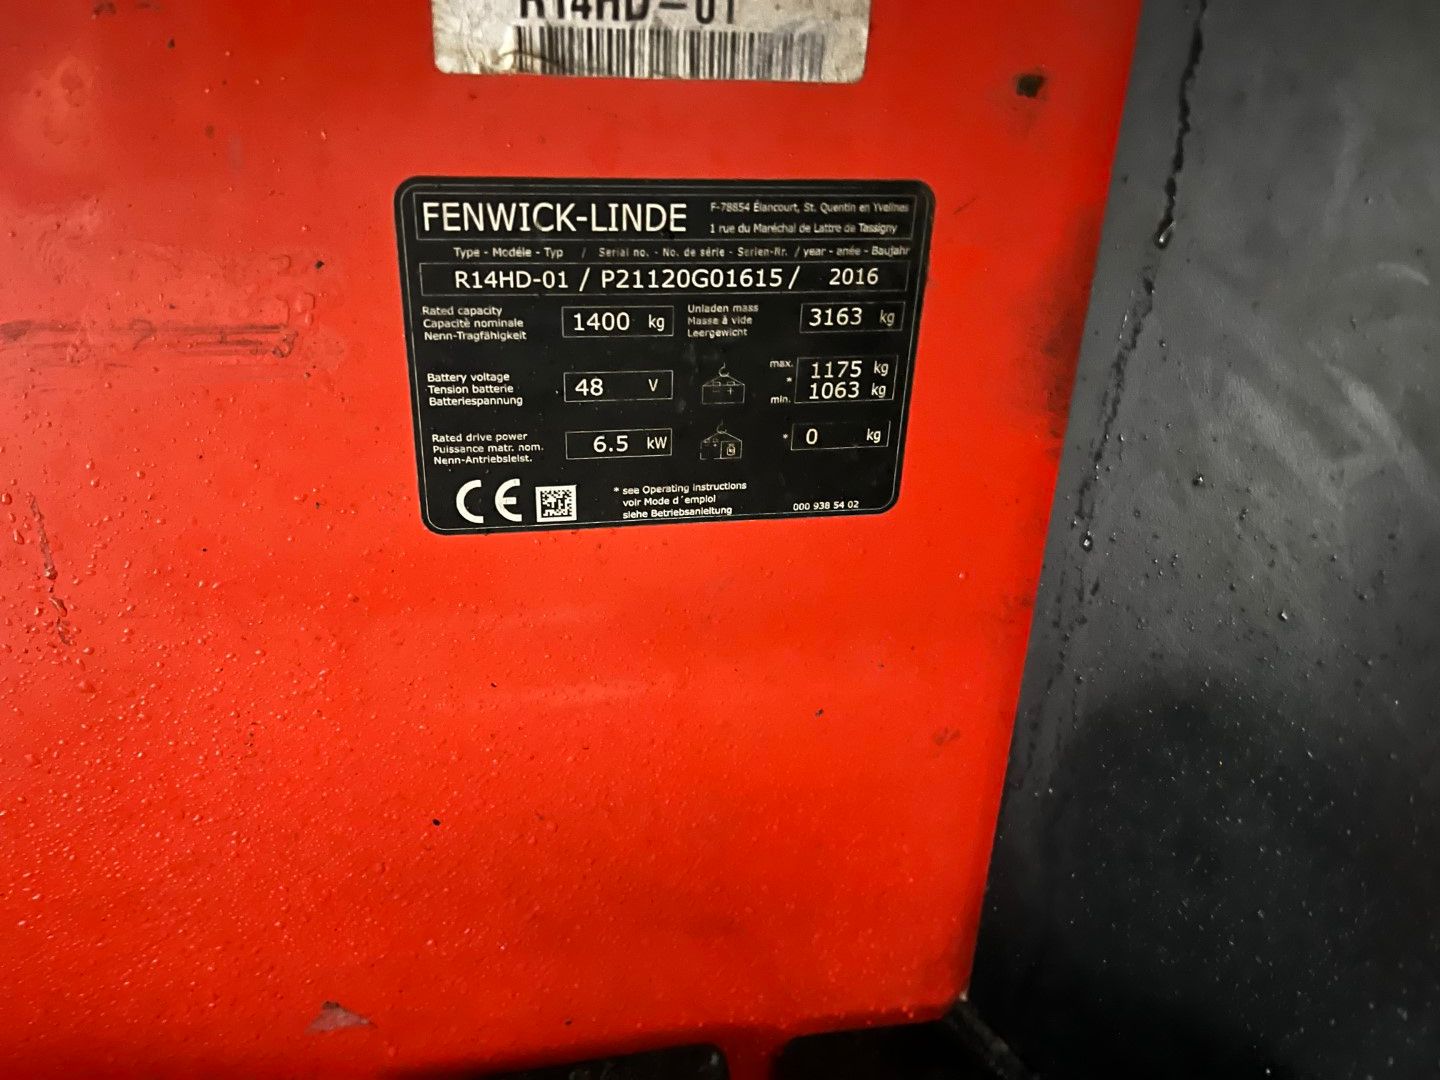 R14HD-01
FENWICK-LINDE
F-78854 Élancourt, St. Quentin en Yvelines
1 rue du Maréchal de Lattre de Tassigny
Type - Modéle - Typ / Serial no. - No. de série - Serien-Nr. / year - anée - Baujahr
R14HD-01 / P21120G01615 / 2016
Rated capacity
Capacité nominale
Nenn-Tragfähigkeit
1400 kg
Unladen mass
Masse à vide
Leergewicht
3163 kg
Battery voltage
Tension batterie
Batteriespannung
48 V
max. 1175 kg
*
min. 1063 kg
Rated drive power
Puissance matr. nom.
Nenn-Antriebsleist.
6.5 kW
* 0 kg
CE
* see Operating instructions
voir Mode d'emploi
siehe Betriebsanleitung
000 938 54 02